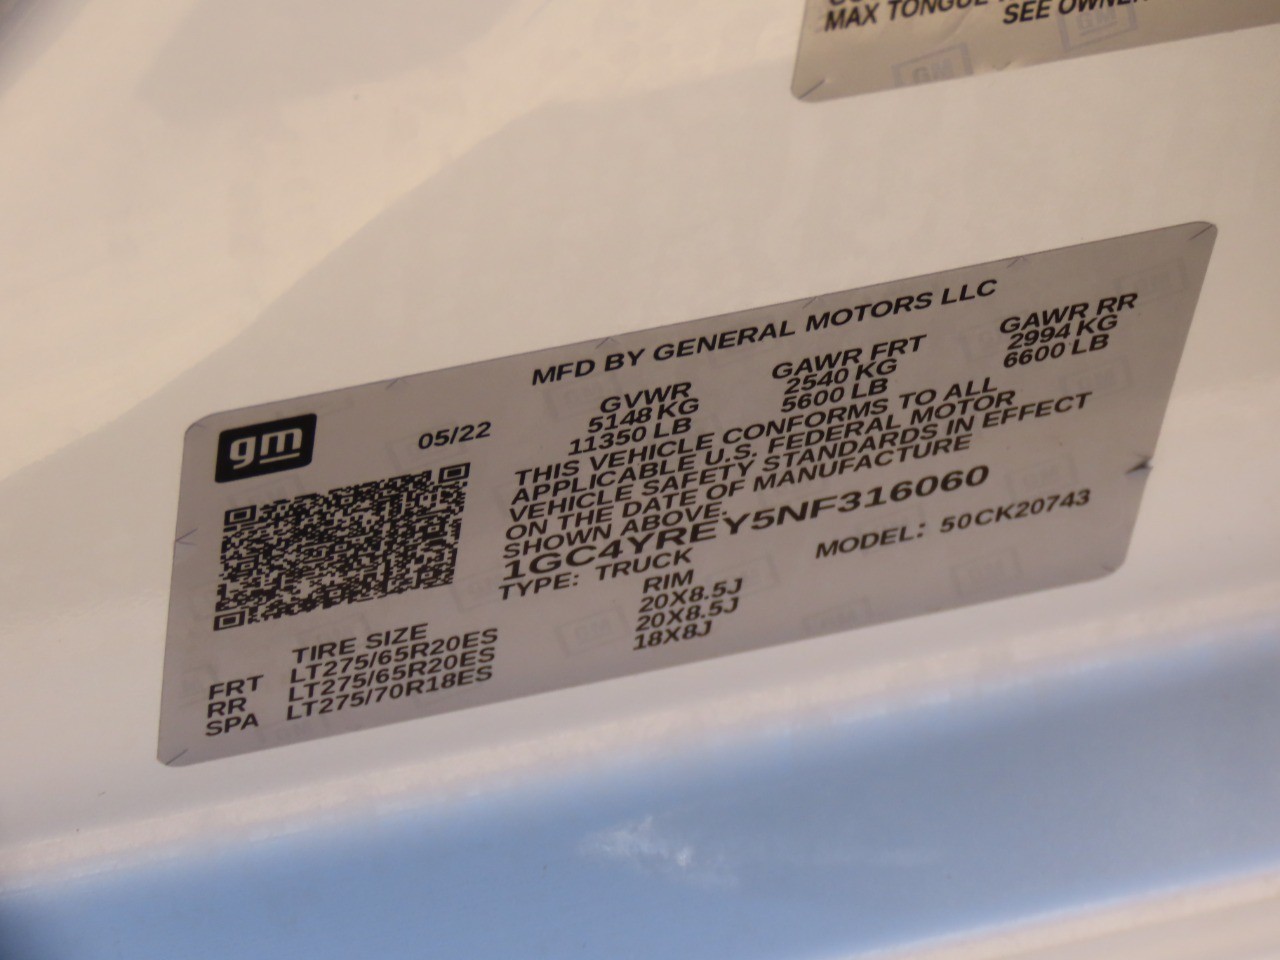 MAX TONGUE
SEE OWNER
MFD BY GENERAL MOTORS LLC
gm
05/22
GVWR GAWR FRT GAWR RR
5148 KG 2540 KG 2994 KG
11350 LB 5600 LB 6600 LB
THIS VEHICLE CONFORMS TO ALL
APPLICABLE U.S. FEDERAL MOTOR
VEHICLE SAFETY STANDARDS IN EFFECT
ON THE DATE OF MANUFACTURE
SHOWN ABOVE.
1GC4YREY5NF316060
TYPE: TRUCK MODEL: 50CK20743
TIRE SIZE RIM
FRT LT275/65R20ES 20X8.5J
RR LT275/65R20ES 20X8.5J
SPA LT275/70R18ES 18X8J